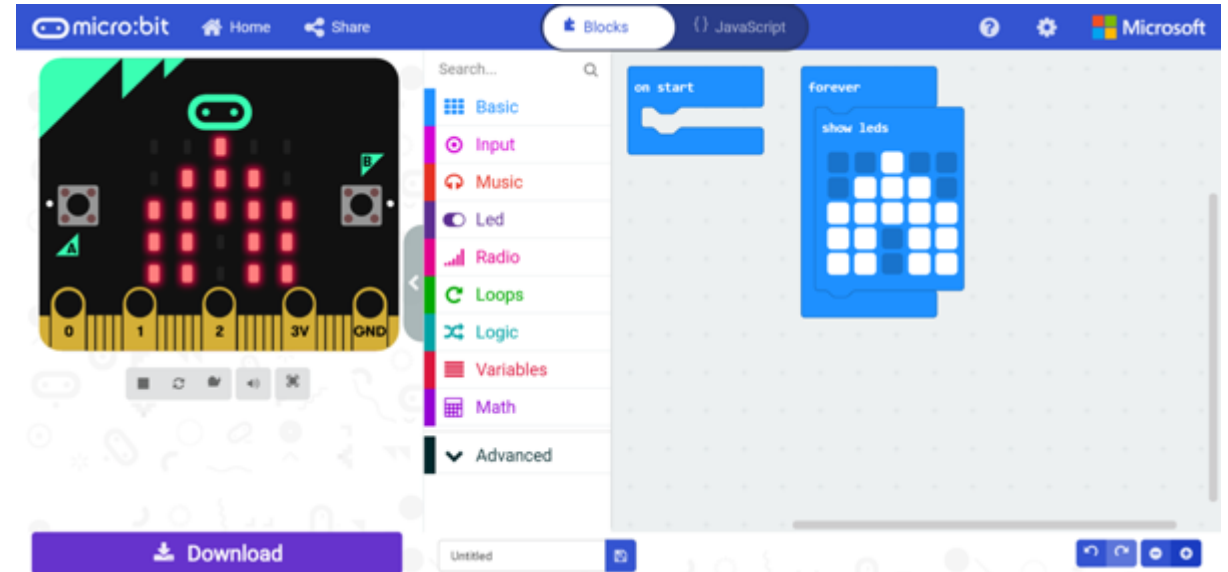 micro:bit Home Share Blocks {} JavaScript ? Microsoft
B
A
0 1 2 3V GND
Download
Search...
Basic
Input
Music
Led
Radio
Loops
Logic
Variables
Math
Advanced
Untitled
on start
forever
show leds